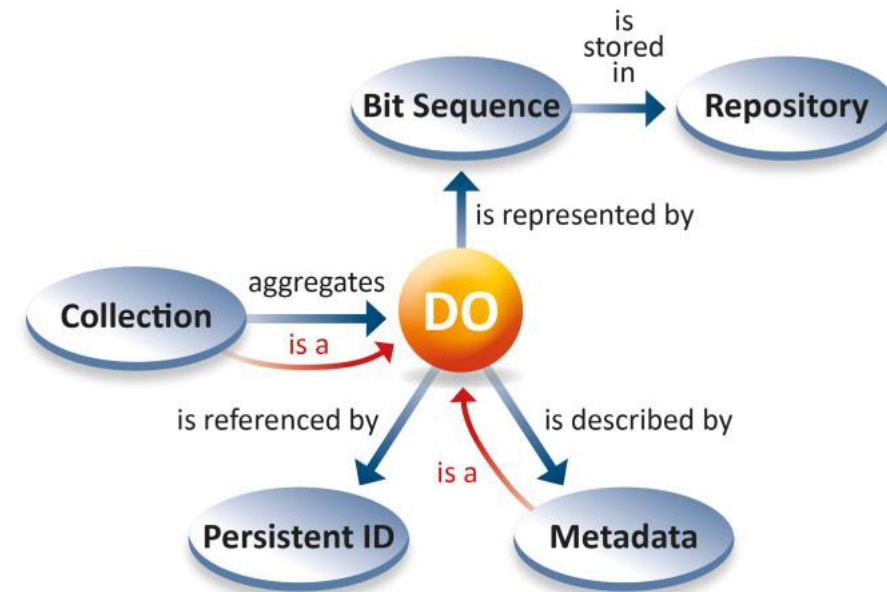 is
stored
in
Bit Sequence
Repository
is represented by
aggregates
Collection
DO
is a
is referenced by
is described by
is a
Persistent ID
Metadata